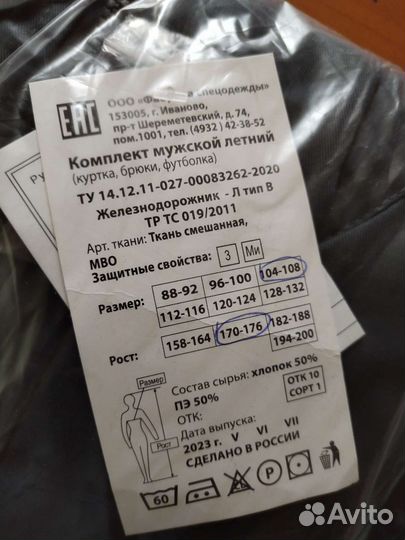 ЕАС
ООО «Фабрика спецодежды»
153005, г. Иваново,
пр-т Шереметевский, д.74,
пом.1001, тел. (4932) 42-38-52
Комплект мужской летний
(куртка, брюки, футболка)
ТУ 14.12.11-027-00083262-2020
Железнодорожник - Л тип В
ТР ТС 019/2011
Арт. ткани: Ткань смешанная,
МВО
Защитные свойства: З Ми
Размер: 88-92 96-100 104-108
112-116 120-124 128-132
Рост: 158-164 170-176 182-188
194-200
Размер
Рост
Состав сырья: хлопок 50%
ПЭ 50%
ОТК:
ОТК 10
СОРТ 1
Дата выпуска:
2023 г. V VI VII
СДЕЛАНО В РОССИИ
60 P
Avito